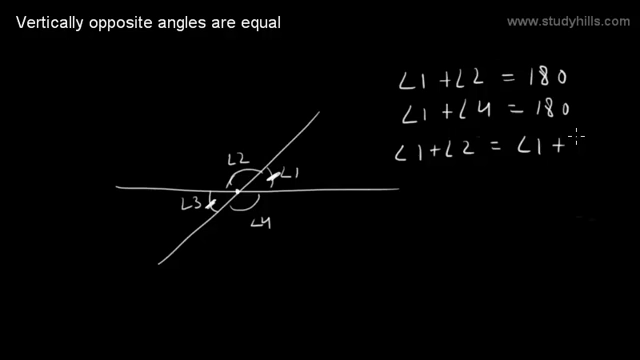 Vertically opposite angles are equal
www.studyhills.com
∠1 + ∠2 = 180
∠1 + ∠4 = 180
∠1 + ∠2 = ∠1 +
∠2
∠1
∠3
∠4